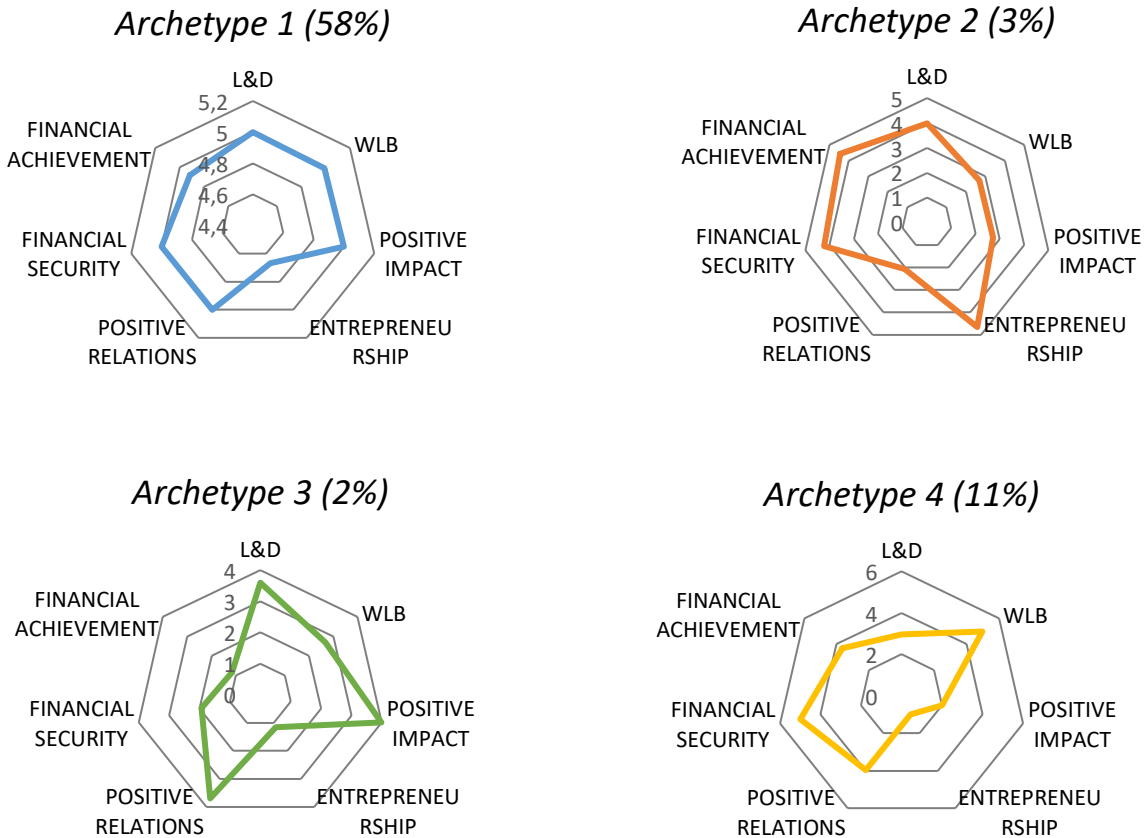 Archetype 1 (58%)
L&D
5,2
5
4,8
4,6
4,4
WLB
POSITIVE
IMPACT
ENTREPRENEU
RSHIP
POSITIVE
RELATIONS
FINANCIAL
SECURITY
FINANCIAL
ACHIEVEMENT
Archetype 2 (3%)
L&D
5
4
3
2
1
0
WLB
POSITIVE
IMPACT
ENTREPRENEU
RSHIP
POSITIVE
RELATIONS
FINANCIAL
SECURITY
FINANCIAL
ACHIEVEMENT
Archetype 3 (2%)
L&D
4
3
2
1
0
WLB
POSITIVE
IMPACT
ENTREPRENEU
RSHIP
POSITIVE
RELATIONS
FINANCIAL
SECURITY
FINANCIAL
ACHIEVEMENT
Archetype 4 (11%)
L&D
6
4
2
0
WLB
POSITIVE
IMPACT
ENTREPRENEU
RSHIP
POSITIVE
RELATIONS
FINANCIAL
SECURITY
FINANCIAL
ACHIEVEMENT